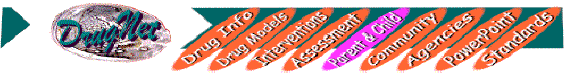 DrugNet
Drug Info
Drug Models
Interventions
Assessment
Parent & Child
Community
Agencies
PowerPoint
Standards